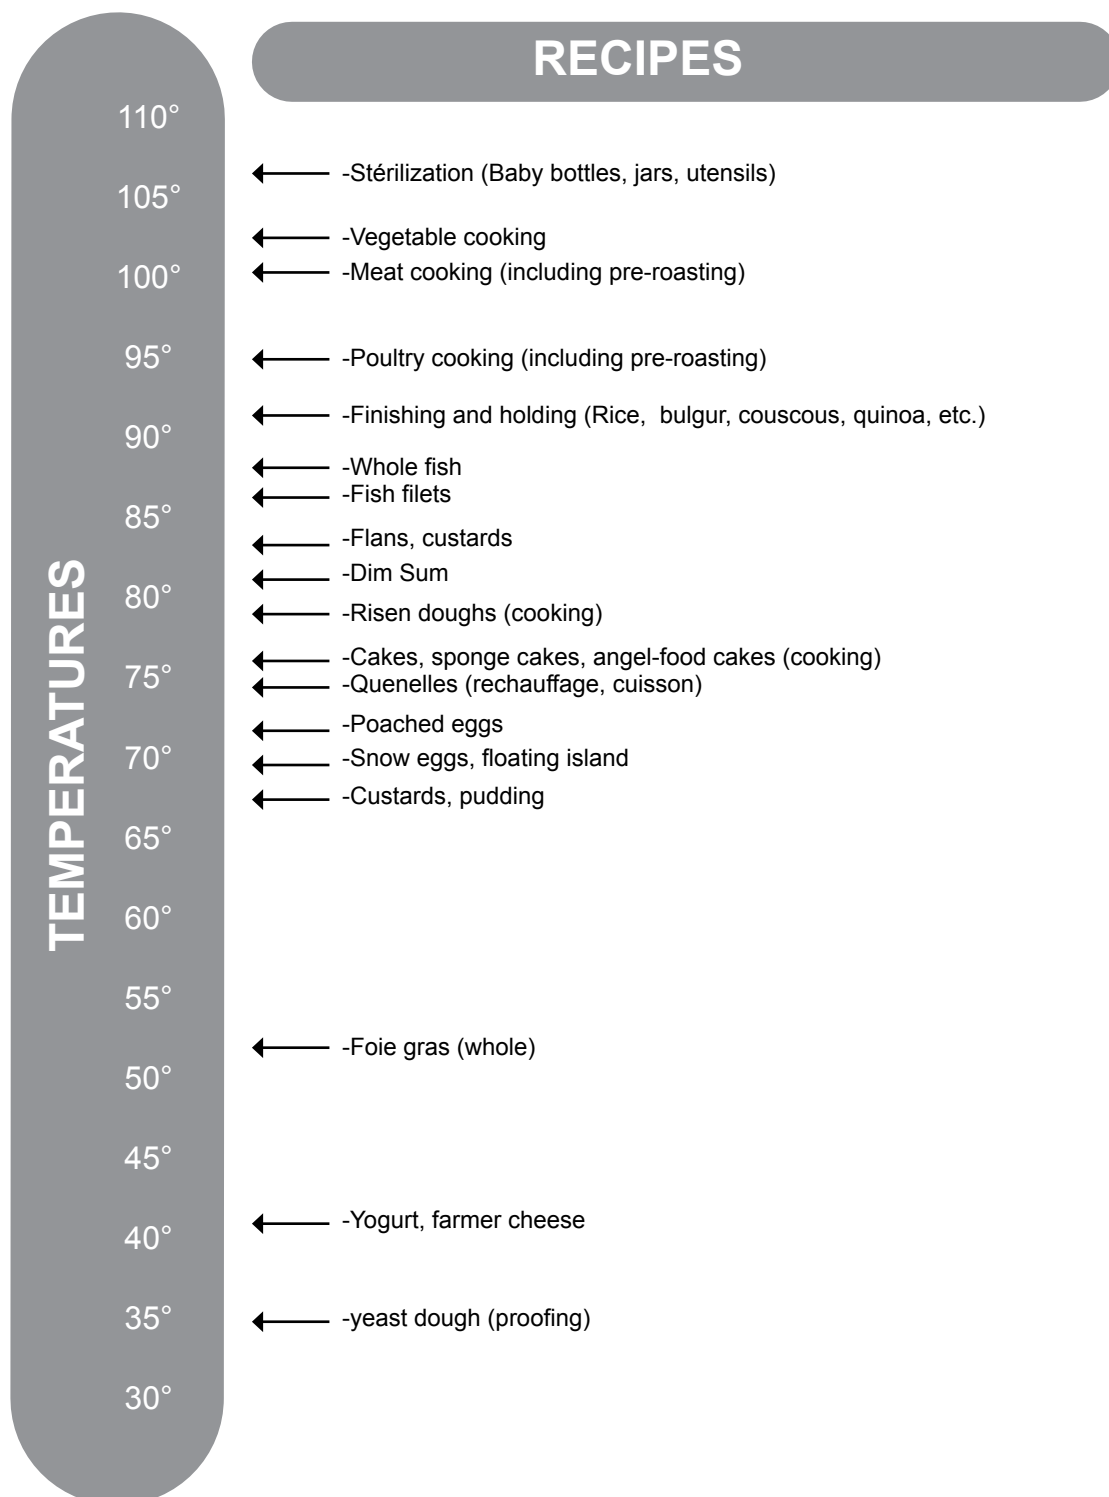 RECIPES
110°
-Stérilization (Baby bottles, jars, utensils)
105°
-Vegetable cooking
100°
-Meat cooking (including pre-roasting)
95°
-Poultry cooking (including pre-roasting)
-Finishing and holding (Rice, bulgur, couscous, quinoa, etc.)
90°
-Whole fish
-Fish filets
85°
-Flans, custards
-Dim Sum
80°
-Risen doughs (cooking)
-Cakes, sponge cakes, angel-food cakes (cooking)
75°
-Quenelles (rechauffage, cuisson)
-Poached eggs
70°
-Snow eggs, floating island
-Custards, pudding
TEMPERATURES
65°
60°
55°
-Foie gras (whole)
50°
45°
-Yogurt, farmer cheese
40°
35°
-yeast dough (proofing)
30°